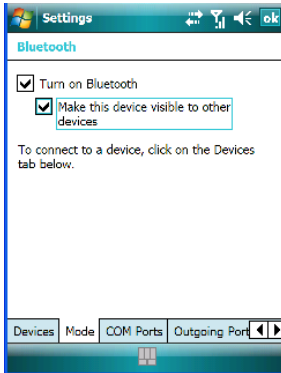 Settings
ok
Bluetooth
Turn on Bluetooth
Make this device visible to other
devices
To connect to a device, click on the Devices
tab below.
Devices Mode COM Ports Outgoing Port